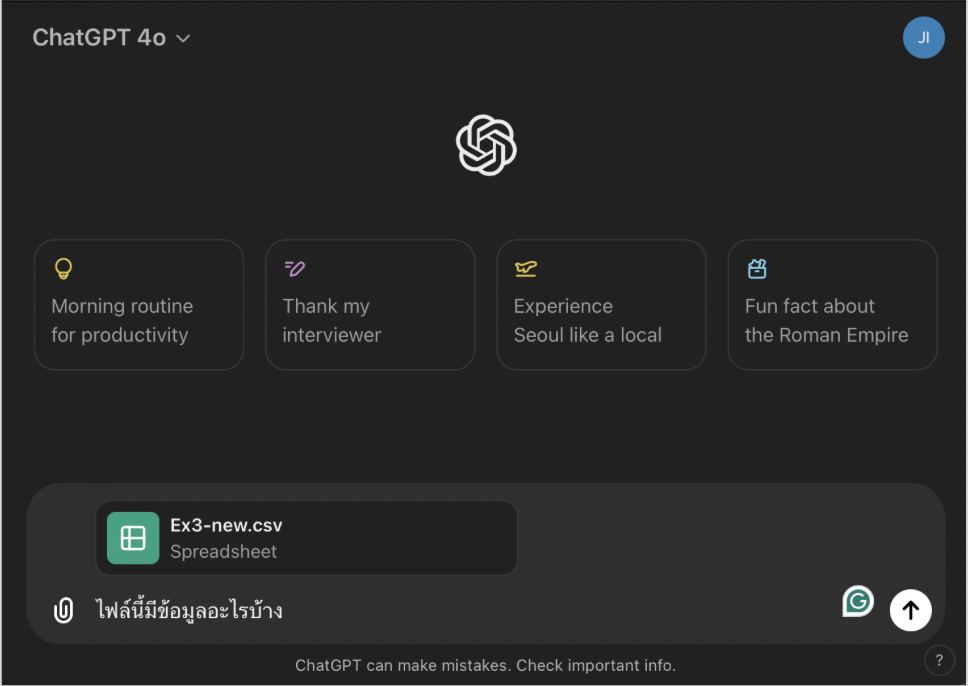 ChatGPT 4o
JI
Morning routine
for productivity
Thank my
interviewer
Experience
Seoul like a local
Fun fact about
the Roman Empire
Ex3-new.csv
Spreadsheet
ไฟล์นี้มีข้อมูลอะไรบ้าง
G
ChatGPT can make mistakes. Check important info.
?